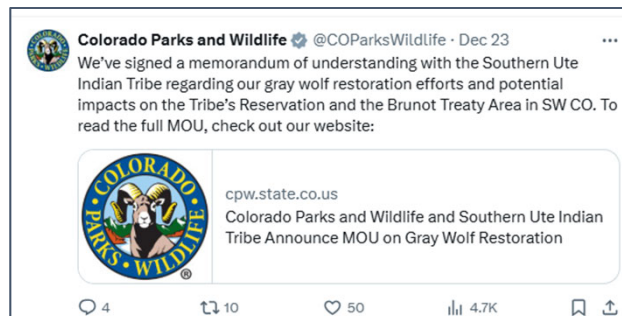 Colorado Parks and Wildlife @COParksWildlife · Dec 23 ···
We've signed a memorandum of understanding with the Southern Ute
Indian Tribe regarding our gray wolf restoration efforts and potential
impacts on the Tribe's Reservation and the Brunot Treaty Area in SW CO. To
read the full MOU, check out our website:
COLORADO
PARKS · WILDLIFE
®
cpw.state.co.us
Colorado Parks and Wildlife and Southern Ute Indian
Tribe Announce MOU on Gray Wolf Restoration
4 10 50 4.7K